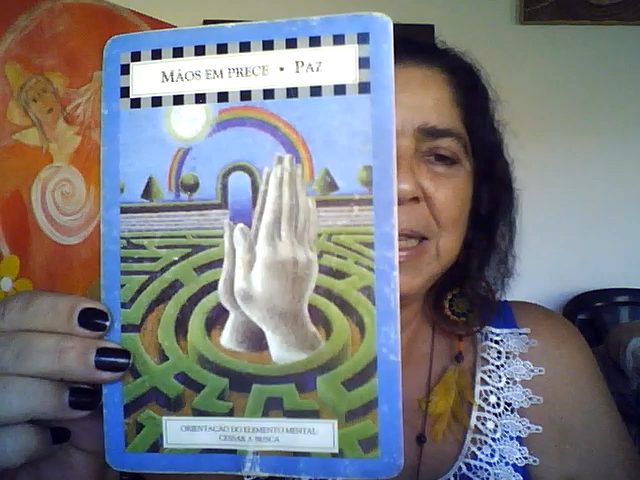 MÃOS EM PRECE • PAZ
ORIENTAÇÃO DO ELEMENTO MENTAL:
CESSAR A BUSCA